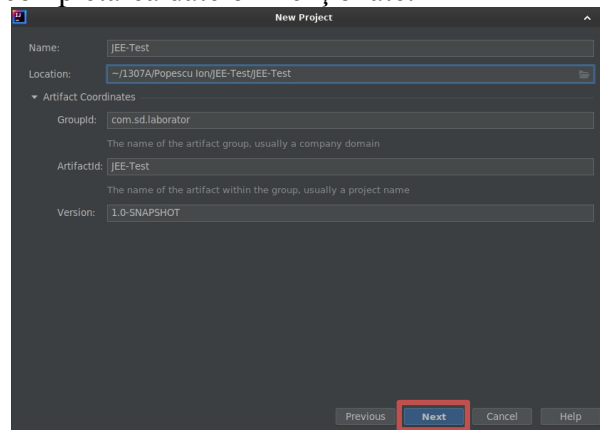 New Project
Name: JEE-Test
Location: ~/1307A/Popescu Ion/JEE-Test/JEE-Test
Artifact Coordinates
GroupId: com.sd.laborator
The name of the artifact group, usually a company domain
ArtifactId: JEE-Test
The name of the artifact within the group, usually a project name
Version: 1.0-SNAPSHOT
Previous Next Cancel Help